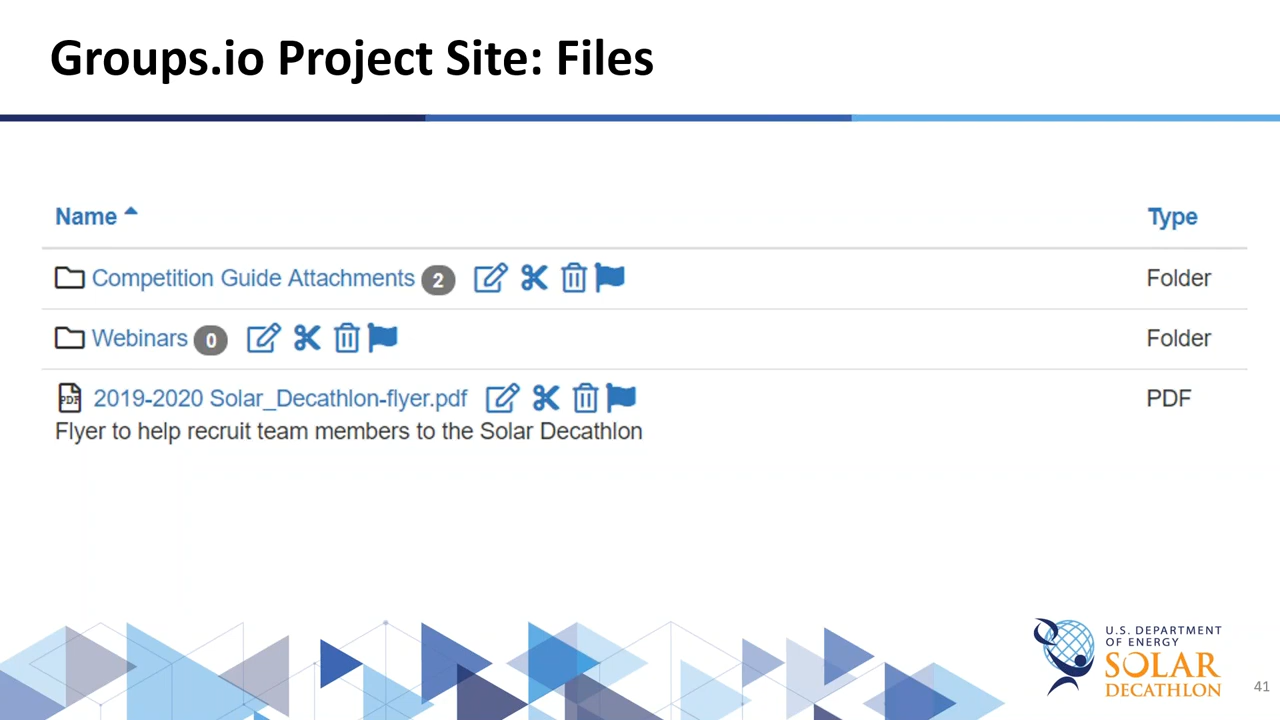 Groups.io Project Site: Files
Name Type
Competition Guide Attachments 2 Folder
Webinars 0 Folder
PDF 2019-2020 Solar_Decathlon-flyer.pdf PDF
Flyer to help recruit team members to the Solar Decathlon
U.S. DEPARTMENT
OF ENERGY
SOLAR
DECATHLON
41